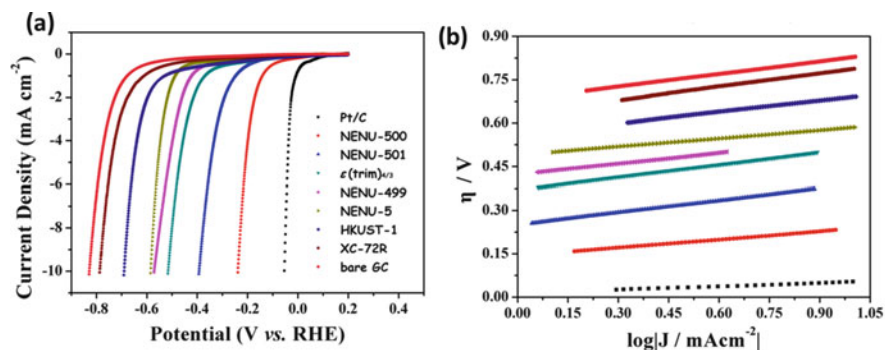 (a)
Current Density (mA cm⁻²)
0
-2
-4
-6
-8
-10
Pt/C
NENU-500
NENU-501
ε(trim)₄/₃
NENU-499
NENU-5
HKUST-1
XC-72R
bare GC
-0.8 -0.6 -0.4 -0.2 0.0 0.2 0.4
Potential (V vs. RHE)
(b)
η / V
0.75
0.60
0.45
0.30
0.15
0.00
0.00 0.15 0.30 0.45 0.60 0.75 0.90 1.05
log|J / mAcm⁻²|